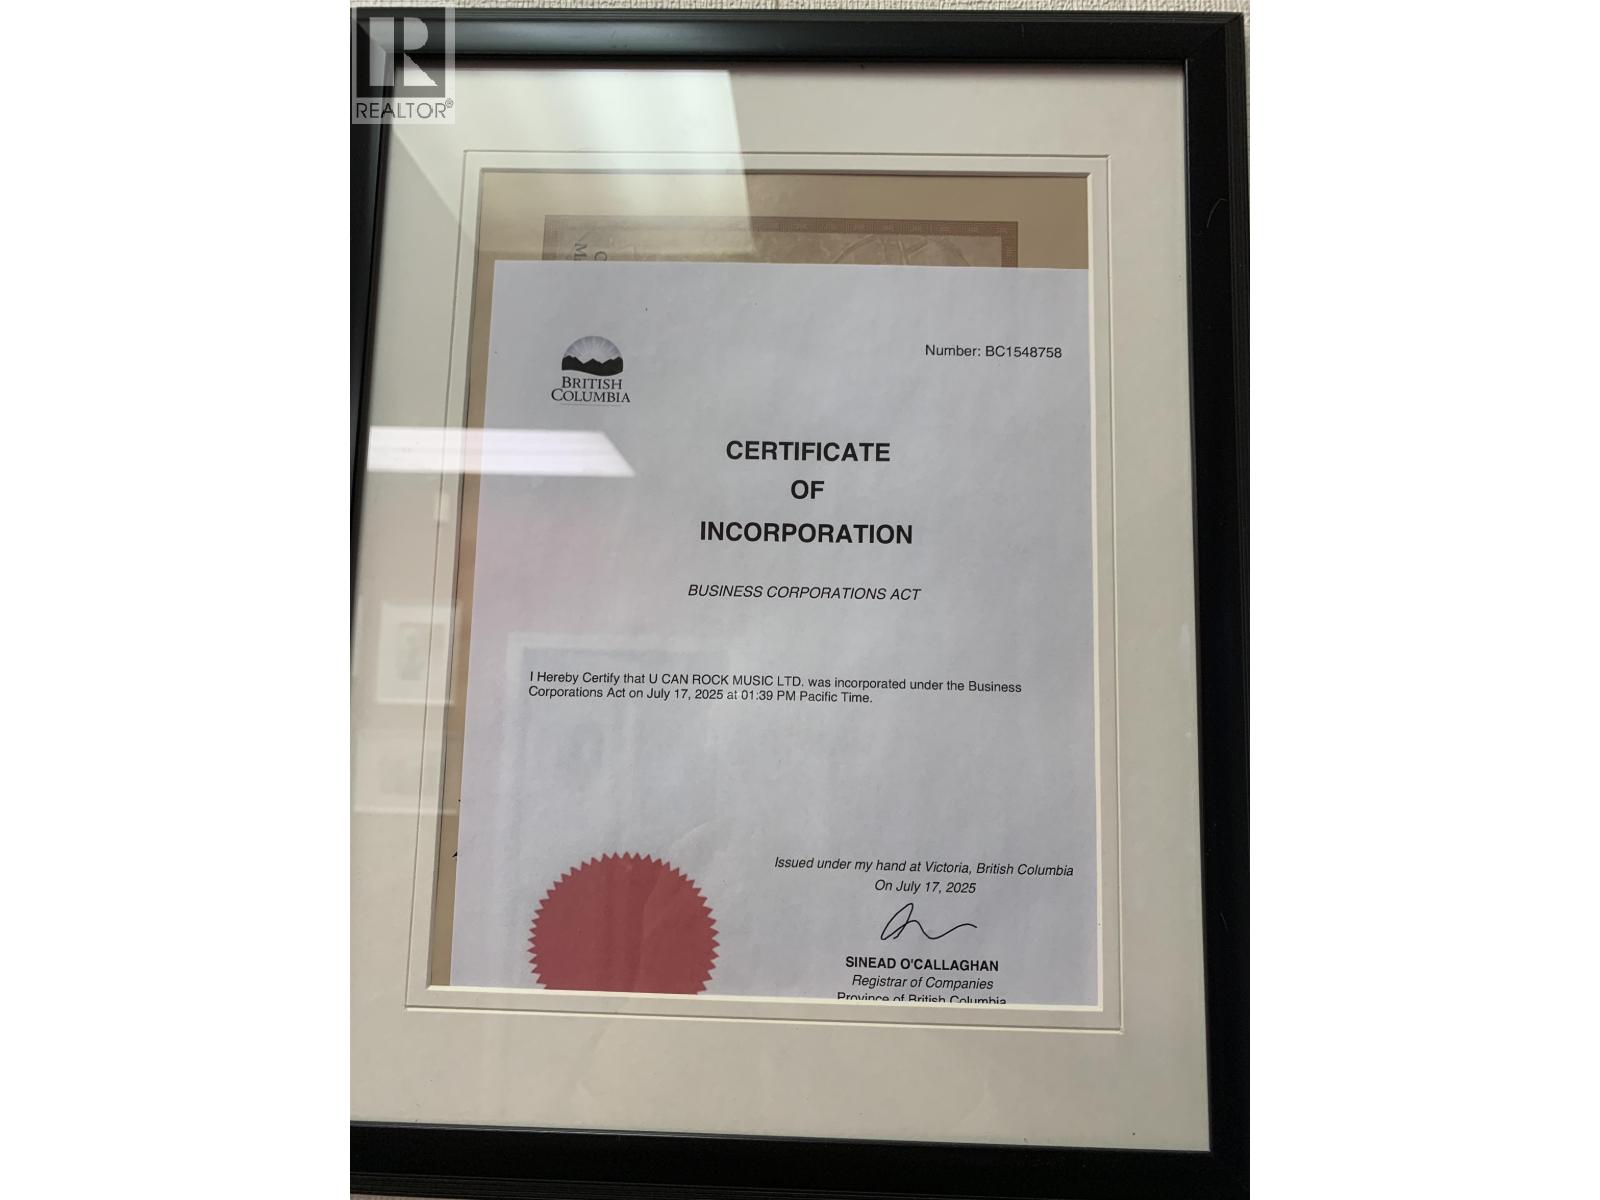 REALTOR®
Number: BC1548758
BRITISH
COLUMBIA
CERTIFICATE
OF
INCORPORATION
BUSINESS CORPORATIONS ACT
I Hereby Certify that U CAN ROCK MUSIC LTD. was incorporated under the Business
Corporations Act on July 17, 2025 at 01:39 PM Pacific Time.
Issued under my hand at Victoria, British Columbia
On July 17, 2025
SINEAD O'CALLAGHAN
Registrar of Companies
Province of British Columbia